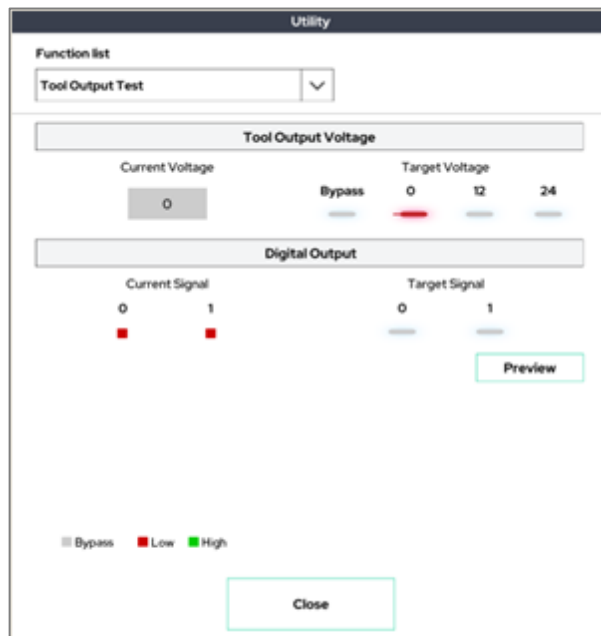 Utility
Function list
Tool Output Test
Tool Output Voltage
Current Voltage Target Voltage
Bypass 0 12 24
0
Digital Output
Current Signal Target Signal
0 1 0 1
Preview
Bypass Low High
Close